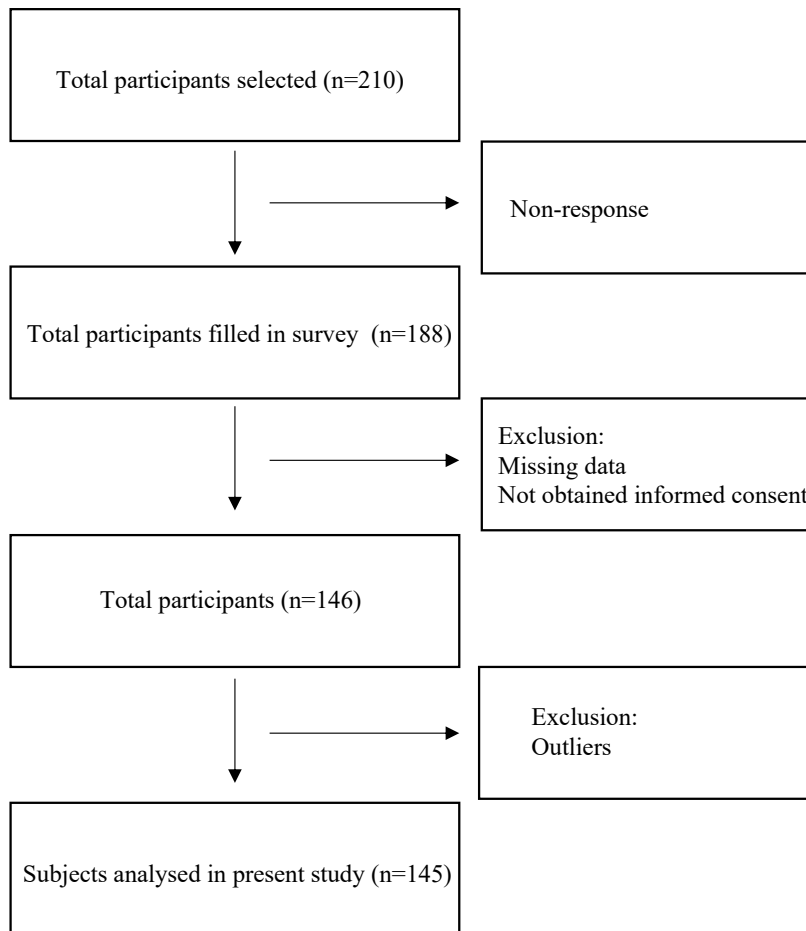 Total participants selected (n=210)
Non-response
Total participants filled in survey (n=188)
Exclusion:
Missing data
Not obtained informed consent
Total participants (n=146)
Exclusion:
Outliers
Subjects analysed in present study (n=145)